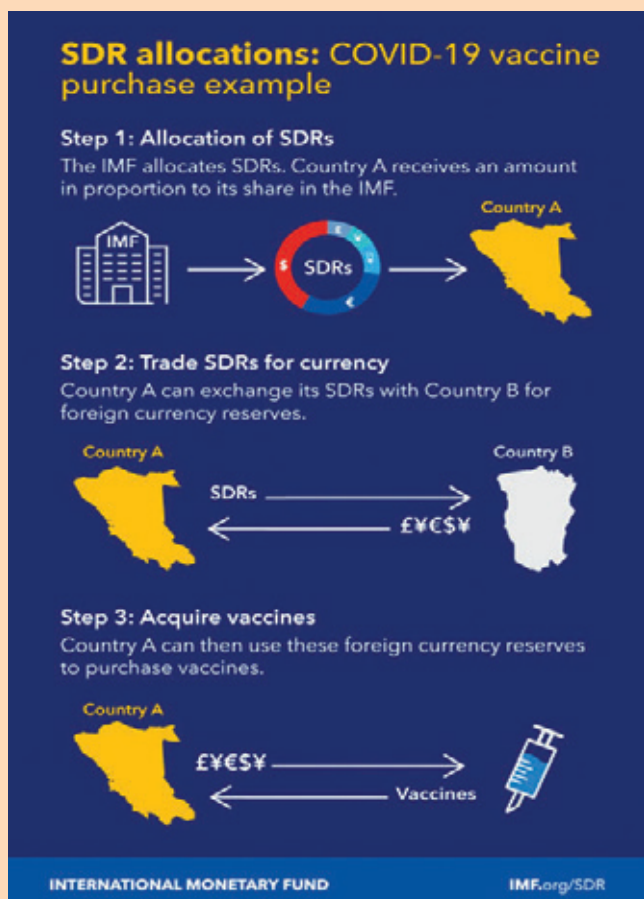 SDR allocations: COVID-19 vaccine
purchase example
Step 1: Allocation of SDRs
The IMF allocates SDRs. Country A receives an amount
in proportion to its share in the IMF.
Country A
IMF
$
SDRs
£
€
Step 2: Trade SDRs for currency
Country A can exchange its SDRs with Country B for
foreign currency reserves.
Country A
Country B
SDRs
£¥€$¥
Step 3: Acquire vaccines
Country A can then use these foreign currency reserves
to purchase vaccines.
Country A
£¥€$¥
Vaccines
INTERNATIONAL MONETARY FUND
IMF.org/SDR